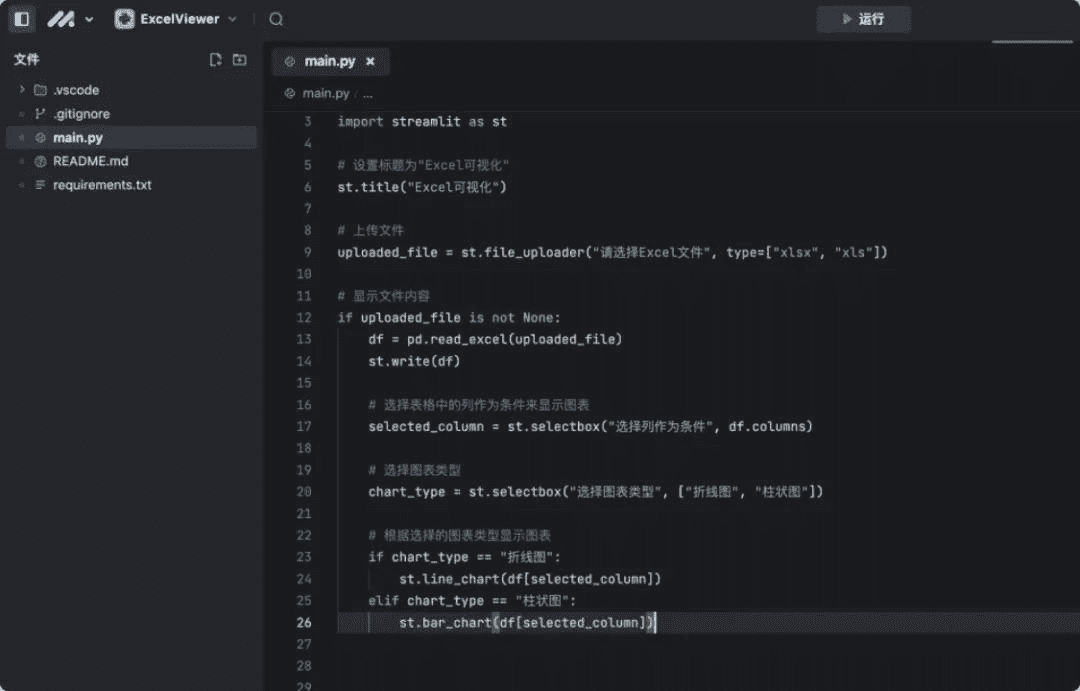 ExcelViewer
运行
文件
main.py
.vscode
main.py / ...
.gitignore
main.py
README.md
requirements.txt
3 import streamlit as st
4
5 # 设置标题为"Excel可视化"
6 st.title("Excel可视化")
7
8 # 上传文件
9 uploaded_file = st.file_uploader("请选择Excel文件", type=["xlsx", "xls"])
10
11 # 显示文件内容
12 if uploaded_file is not None:
13     df = pd.read_excel(uploaded_file)
14     st.write(df)
15
16     # 选择表格中的列作为条件来显示图表
17     selected_column = st.selectbox("选择列作为条件", df.columns)
18
19     # 选择图表类型
20     chart_type = st.selectbox("选择图表类型", ["折线图", "柱状图"])
21
22     # 根据选择的图表类型显示图表
23     if chart_type == "折线图":
24         st.line_chart(df[selected_column])
25     elif chart_type == "柱状图":
26         st.bar_chart(df[selected_column])
27
28
29